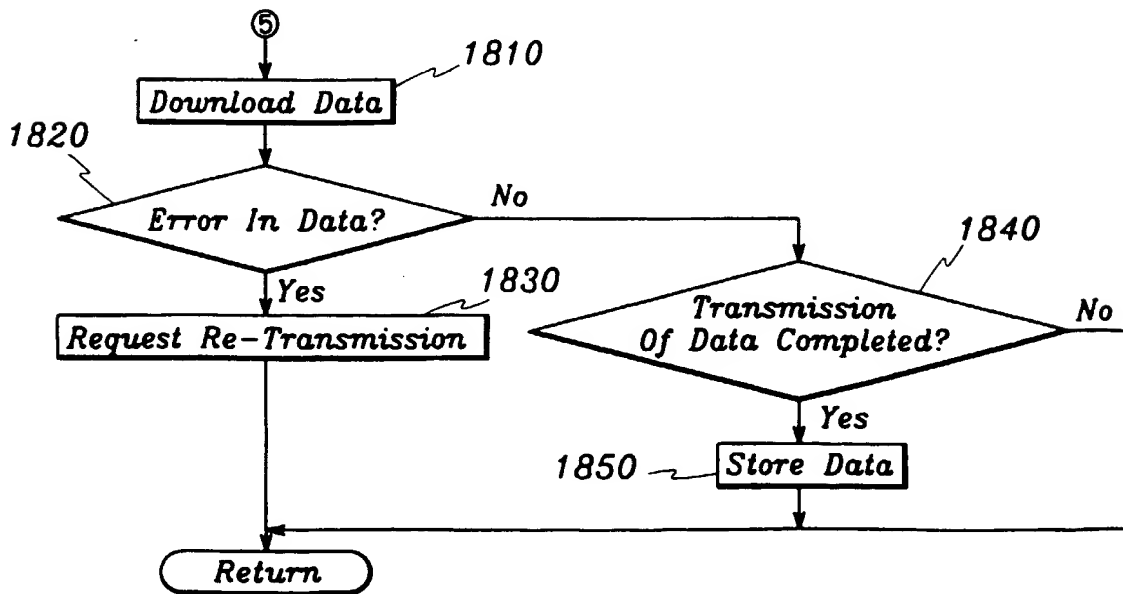 ⑤
1810
Download Data
1820
Error In Data?
No
Yes
1830
Request Re-Transmission
1840
Transmission
Of Data Completed?
No
Yes
1850
Store Data
Return